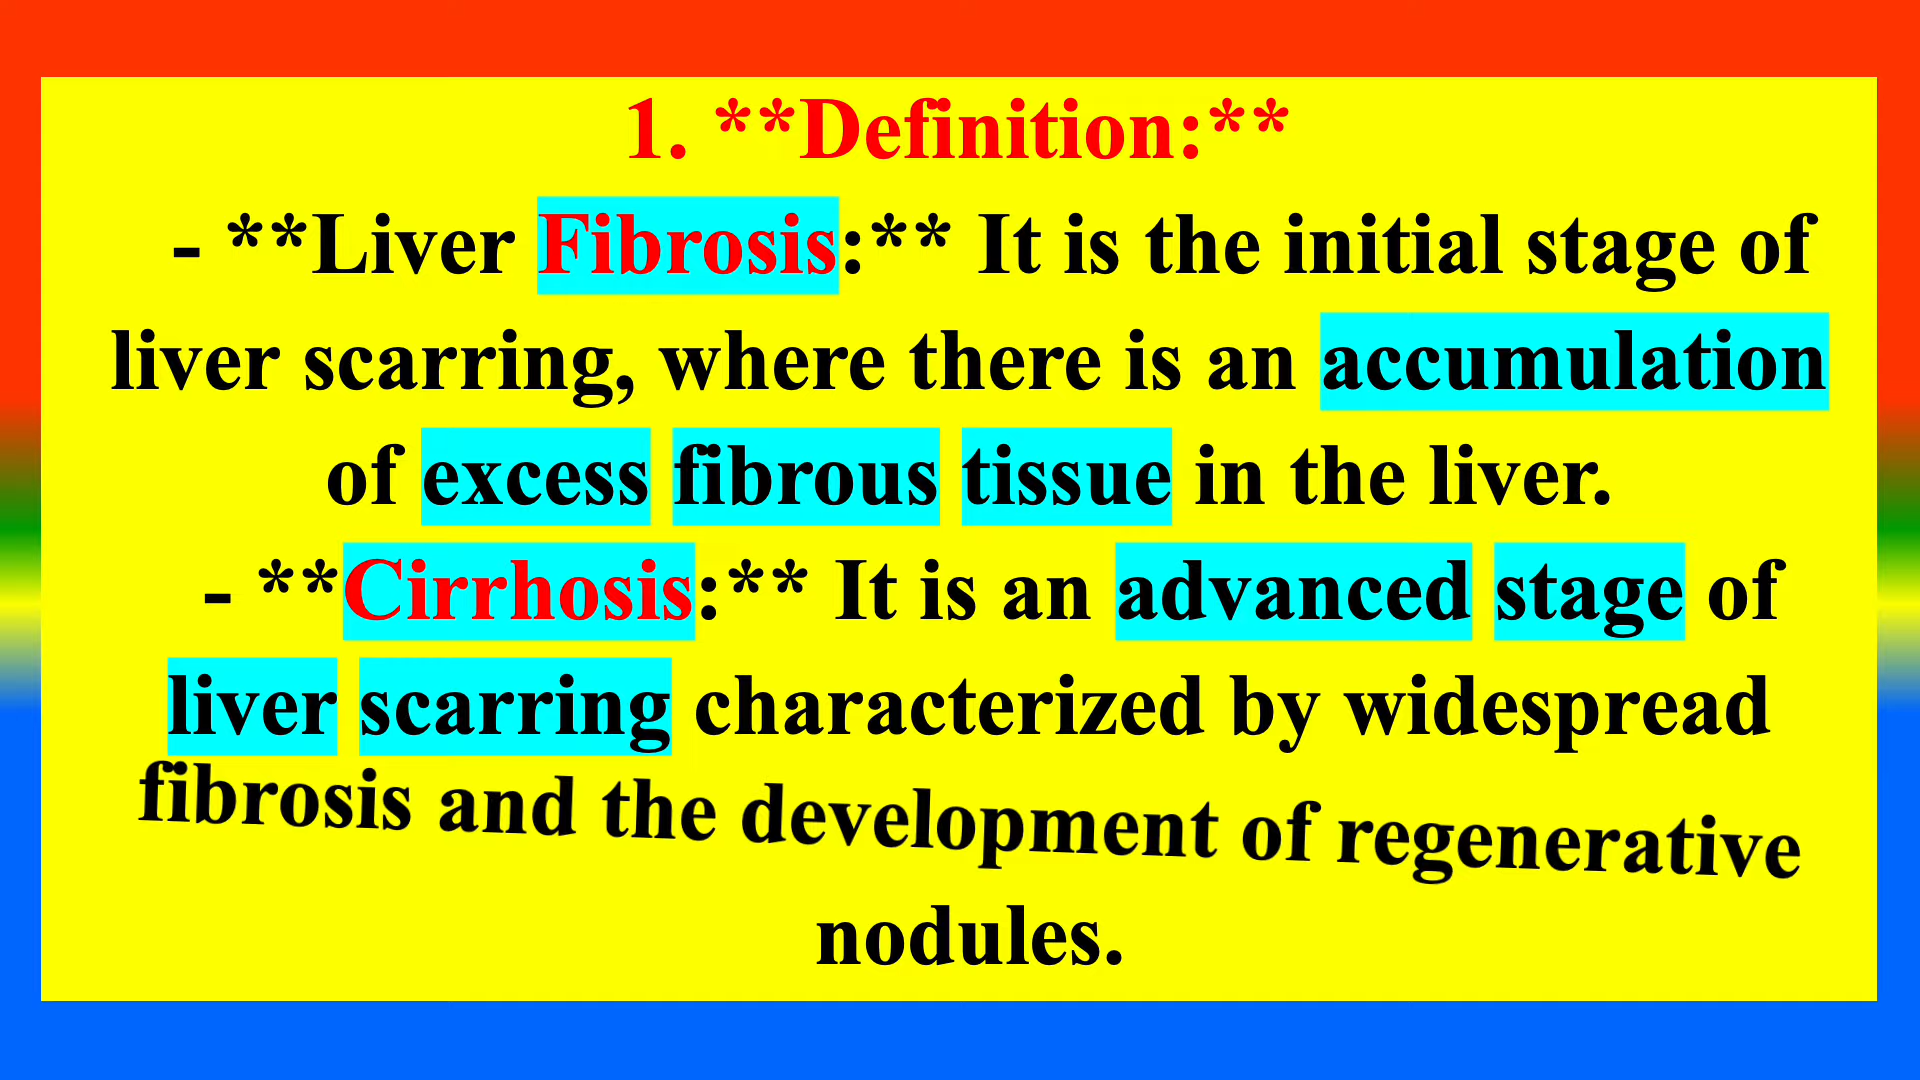 1. **Definition:**
- **Liver Fibrosis:** It is the initial stage of
liver scarring, where there is an accumulation
of excess fibrous tissue in the liver.
- **Cirrhosis:** It is an advanced stage of
liver scarring characterized by widespread
fibrosis and the development of regenerative
nodules.